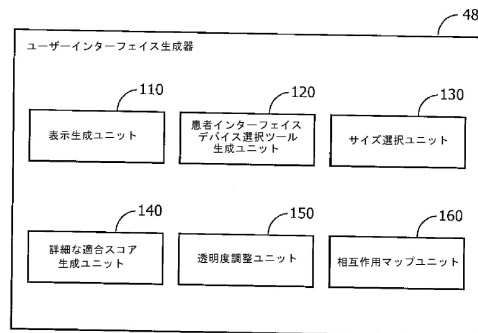 48
ユーザーインターフェイス生成器
110
表示生成ユニット
120
患者インターフェイス
デバイス選択ツール
生成ユニット
130
サイズ選択ユニット
140
詳細な適合スコア
生成ユニット
150
透明度調整ユニット
160
相互作用マップユニット